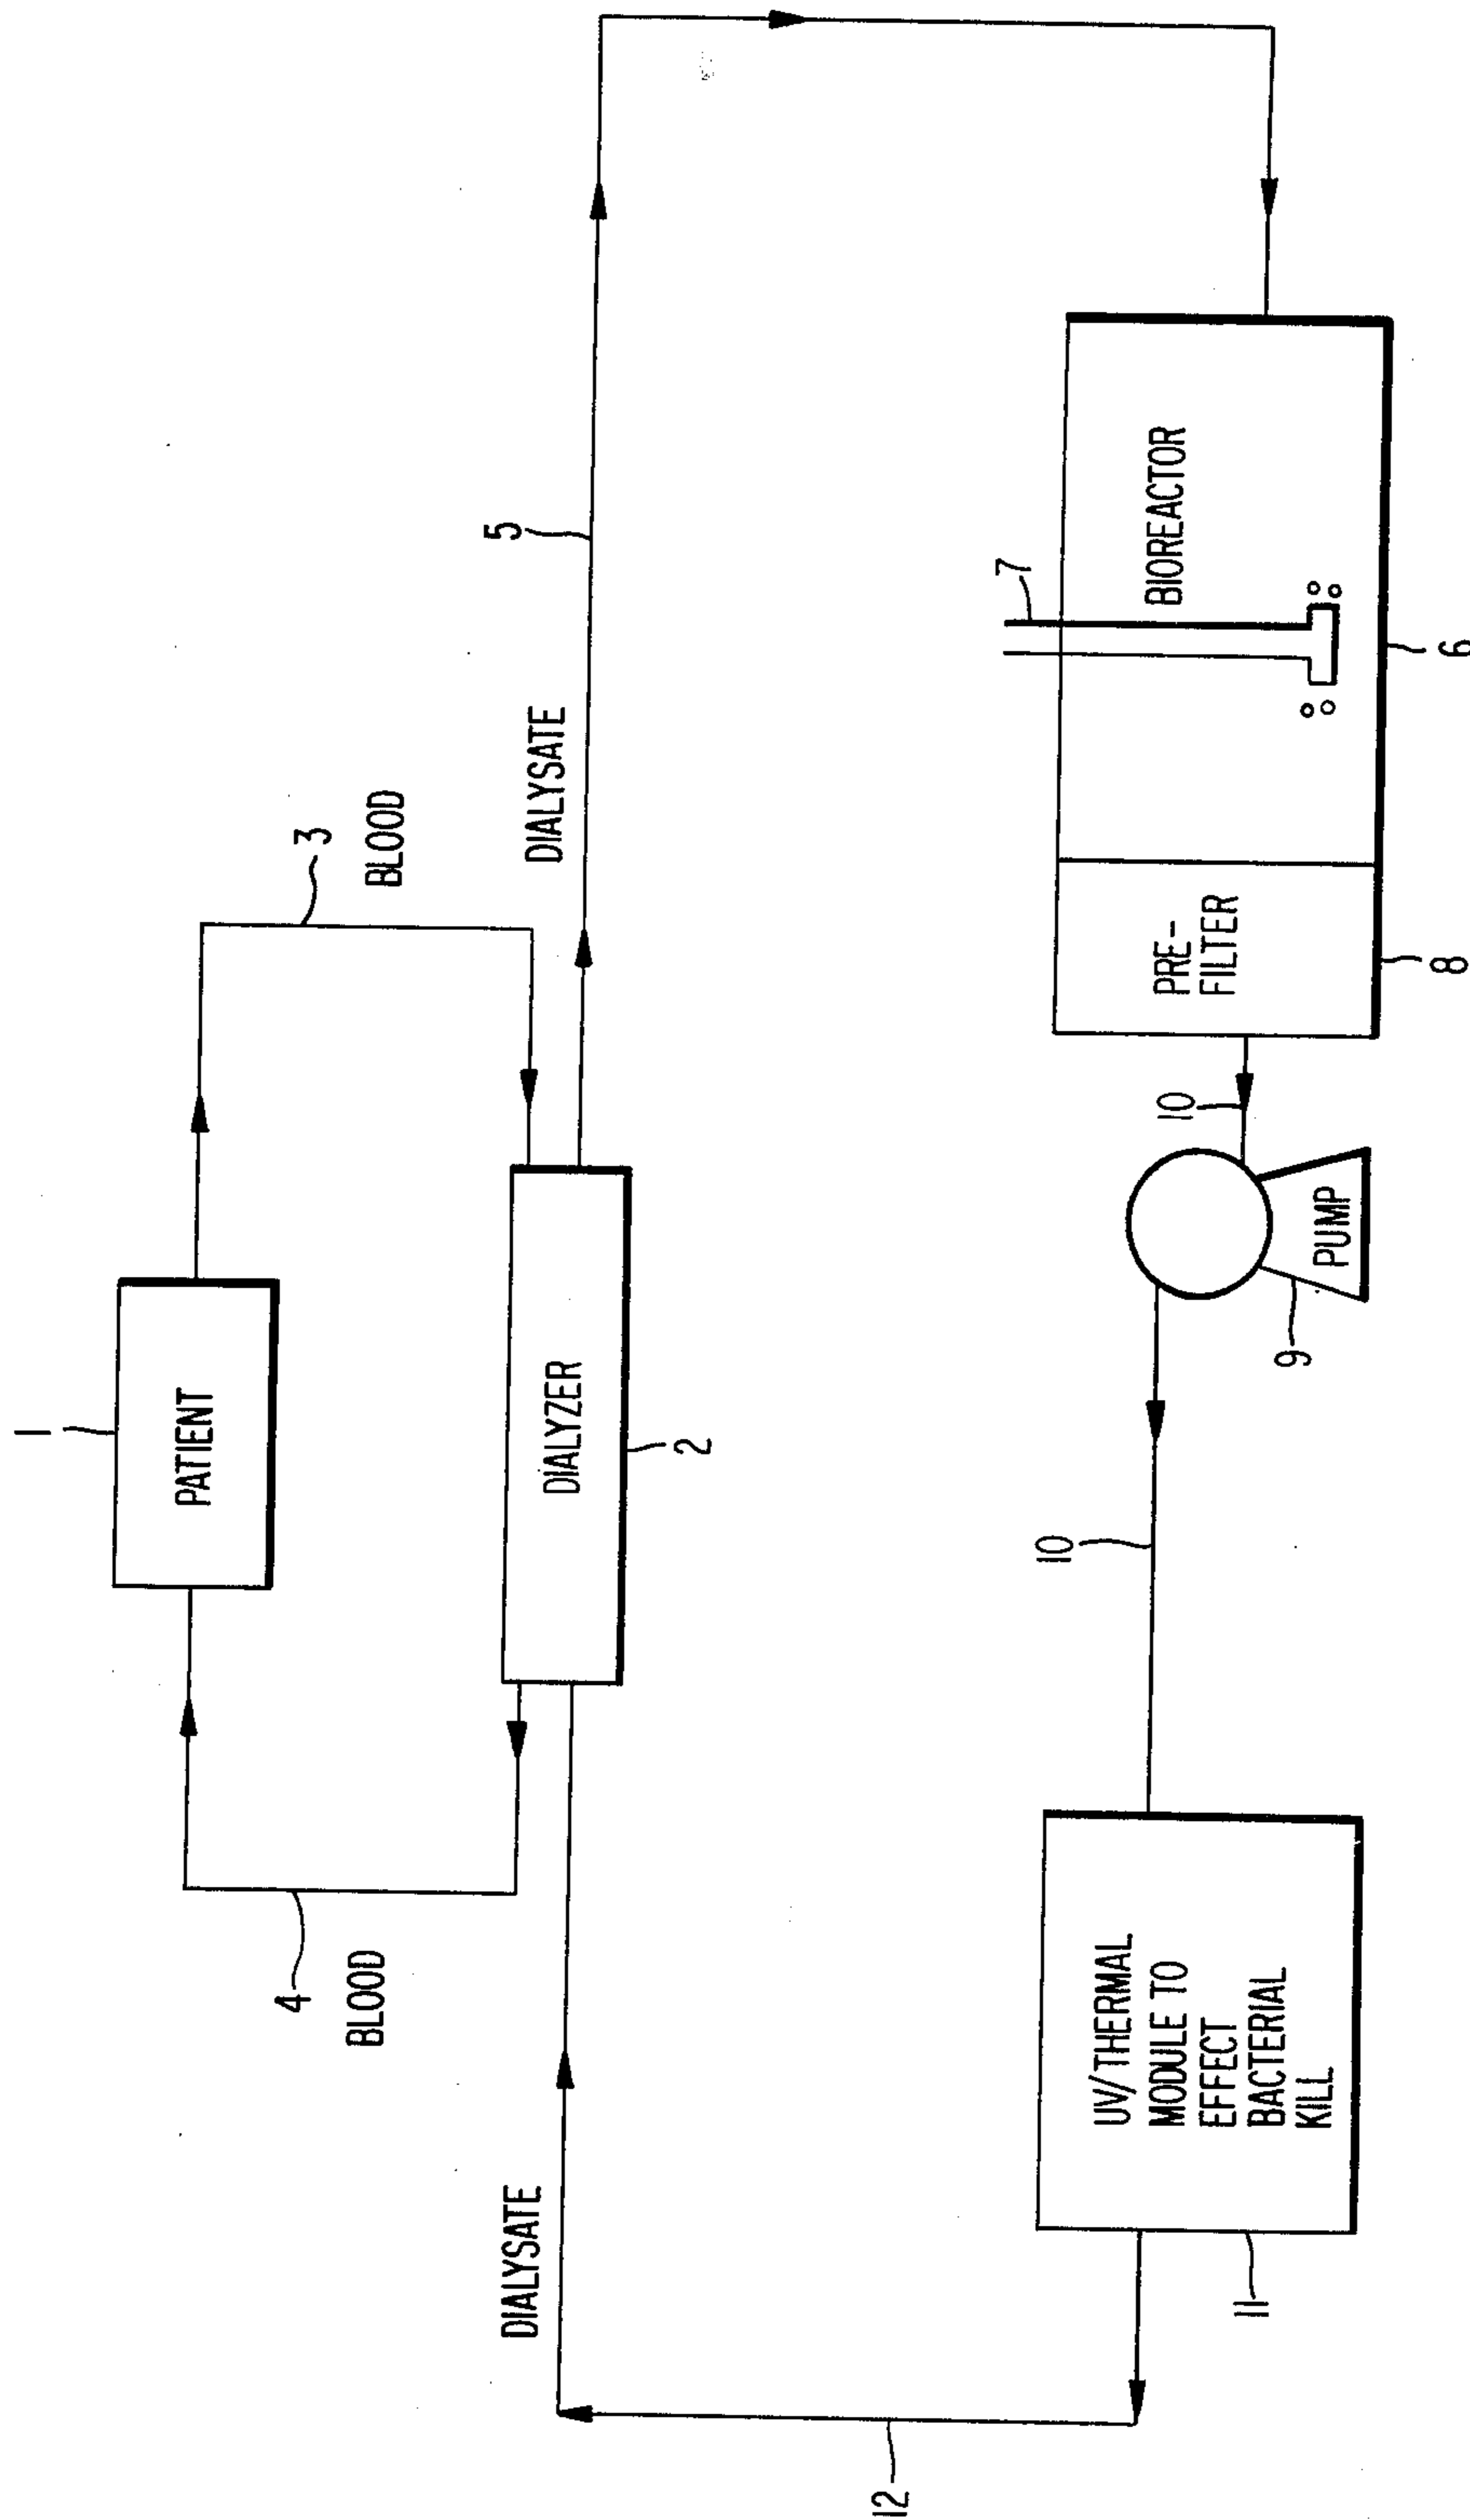 1
PATIENT
3
BLOOD
4
BLOOD
DIALYZER
2
5
DIALYSATE
DIALYSATE
7
BIOREACTOR
6
PRE-
FILTER
8
10
PUMP
9
10
UV/THERMAL
MODULE TO
EFFECT
BACTERIAL
KILL
11
12